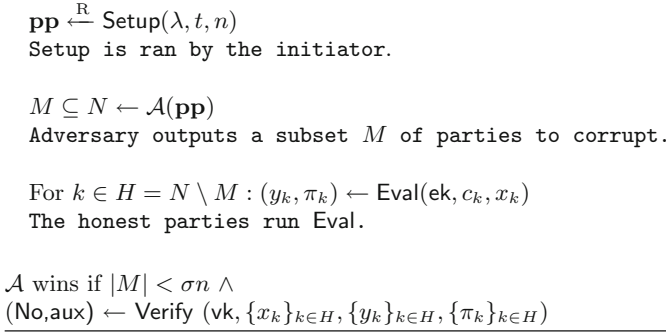 pp ←R Setup(λ, t, n)
Setup is ran by the initiator.
M ⊆ N ← 𝒜(pp)
Adversary outputs a subset M of parties to corrupt.
For k ∈ H = N \ M : (y_k, π_k) ← Eval(ek, c_k, x_k)
The honest parties run Eval.
𝒜 wins if |M| < σn ∧
(No,aux) ← Verify (vk, {x_k}_{k∈H}, {y_k}_{k∈H}, {π_k}_{k∈H})